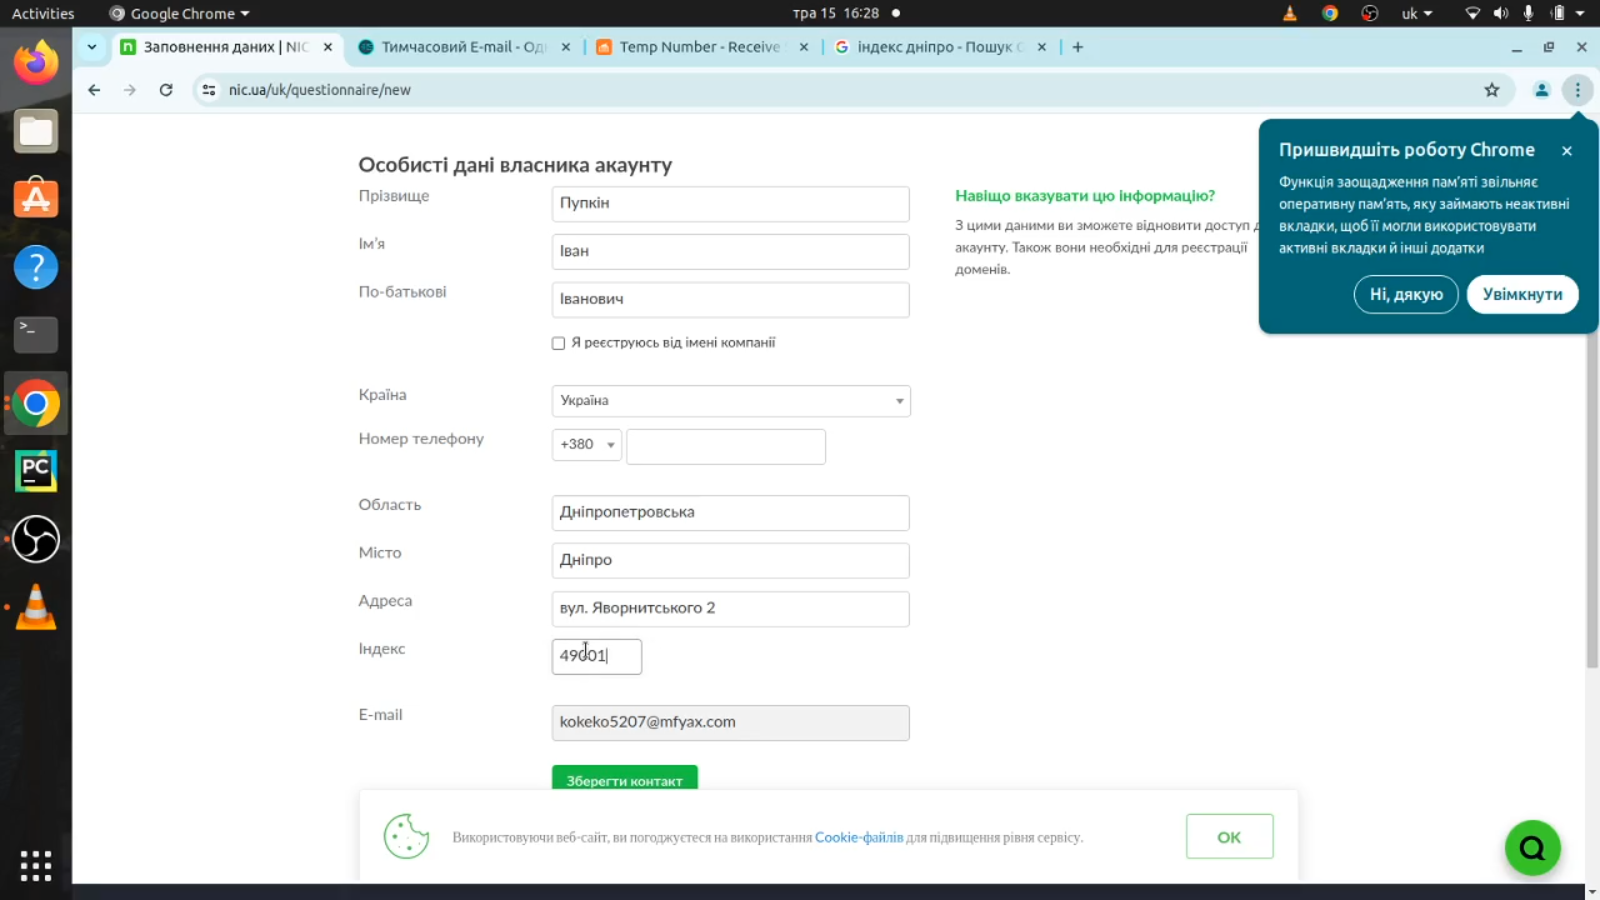 Activities
Google Chrome
тра 15 16:28
uk
Заповнення даних | NIC
Тимчасовий E-mail - Од
Temp Number - Receive
індекс дніпро - Пошук G
nic.ua/uk/questionnaire/new
Пришвидшіть роботу Chrome
Функція заощадження пам'яті звільняє
оперативну пам'ять, яку займають неактивні
вкладки, щоб її могли використовувати
активні вкладки й інші додатки
Ні, дякую
Увімкнути
Особисті дані власника акаунту
Прізвище
Пупкін
Навіщо вказувати цю інформацію?
З цими даними ви зможете відновити доступ д
акаунту. Також вони необхідні для реєстрації
доменів.
Ім'я
Іван
По-батькові
Іванович
Я реєструюсь від імені компанії
Країна
Україна
Номер телефону
+380
Область
Дніпропетровська
Місто
Дніпро
Адреса
вул. Яворнитського 2
Індекс
49001
E-mail
kokeko5207@mfyax.com
Зберегти контакт
Використовуючи веб-сайт, ви погоджуєтеся на використання Cookie-файлів для підвищення рівня сервісу.
OK
PC